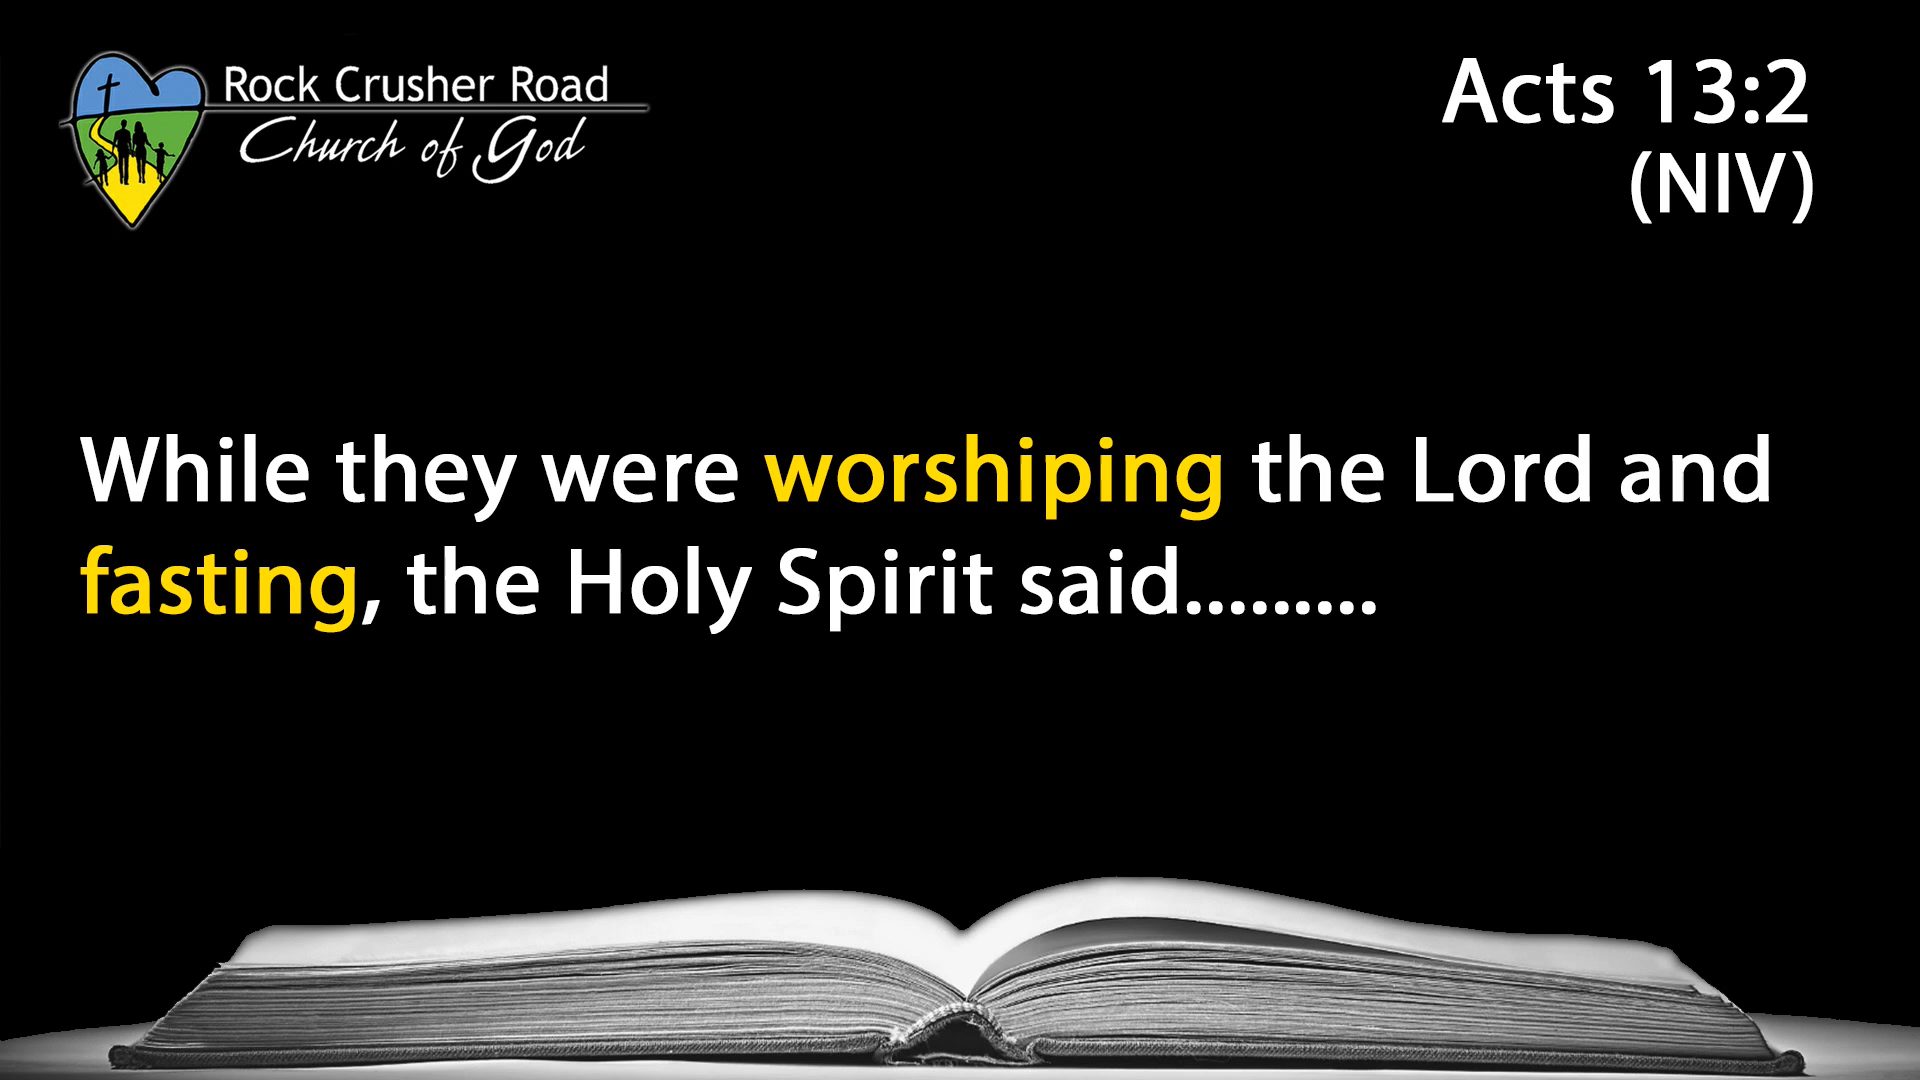 Rock Crusher Road
Church of God
Acts 13:2
(NIV)
While they were worshiping the Lord and
fasting, the Holy Spirit said.........